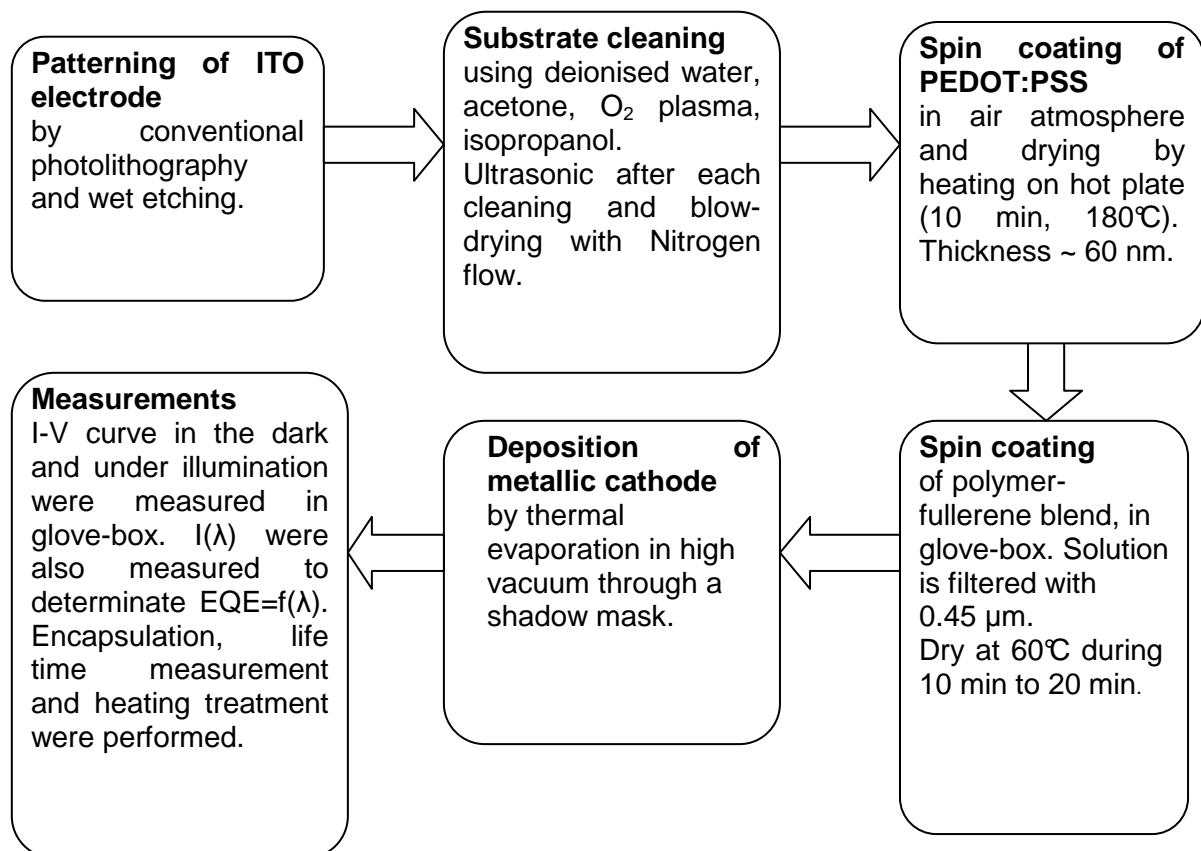 Patterning of ITO
electrode
by conventional
photolithography
and wet etching.
Substrate cleaning
using deionised water,
acetone, O₂ plasma,
isopropanol.
Ultrasonic after each
cleaning and blow-
drying with Nitrogen
flow.
Spin coating of
PEDOT:PSS
in air atmosphere
and drying by
heating on hot plate
(10 min, 180℃).
Thickness ~ 60 nm.
Spin coating
of polymer-
fullerene blend, in
glove-box. Solution
is filtered with
0.45 µm.
Dry at 60℃ during
10 min to 20 min.
Deposition of
metallic cathode
by thermal
evaporation in high
vacuum through a
shadow mask.
Measurements
I-V curve in the dark
and under illumination
were measured in
glove-box. I(λ) were
also measured to
determinate EQE=f(λ).
Encapsulation, life
time measurement
and heating treatment
were performed.